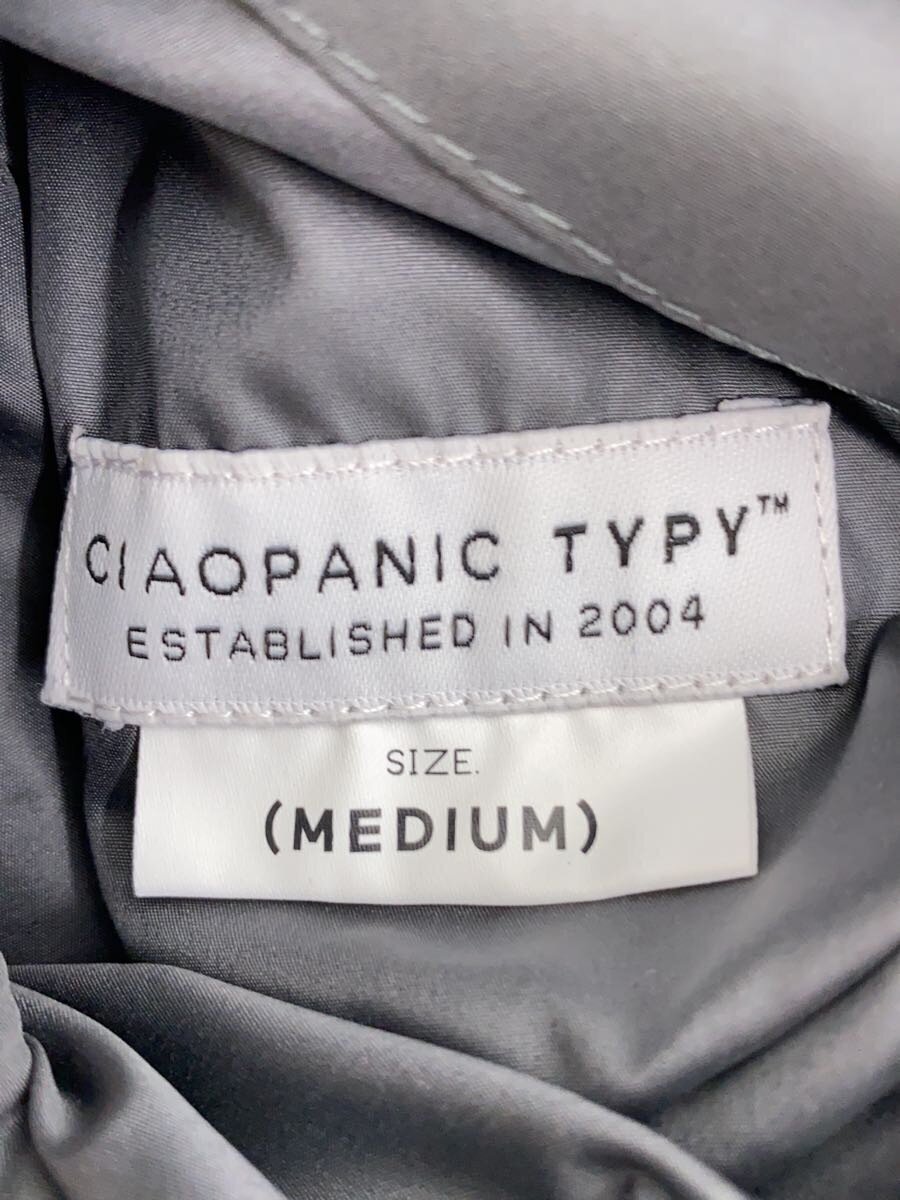 CIAOPANIC TYPY™
ESTABLISHED IN 2004
SIZE.
(MEDIUM)